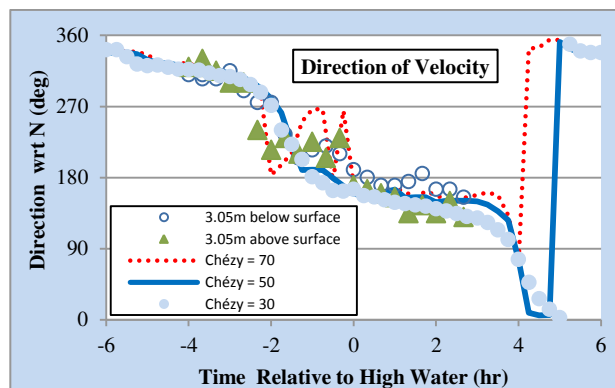 Direction of Velocity
Direction wrt N (deg)
360
270
180
90
0
3.05m below surface
3.05m above surface
Chézy = 70
Chézy = 50
Chézy = 30
-6 -4 -2 0 2 4 6
Time Relative to High Water (hr)